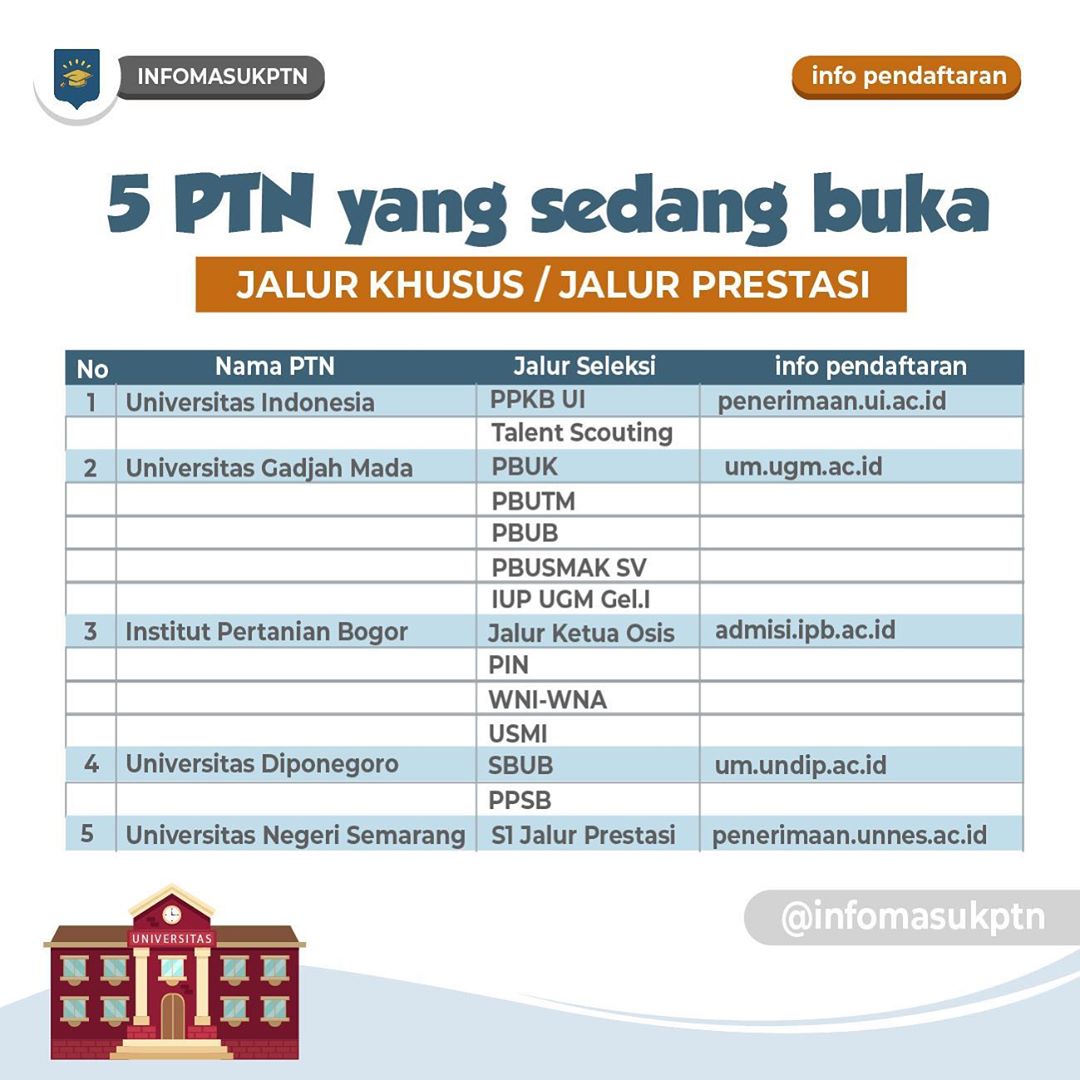 INFOMASUKPTN
info pendaftaran
5 PTN yang sedang buka
JALUR KHUSUS / JALUR PRESTASI
No Nama PTN Jalur Seleksi info pendaftaran
1 Universitas Indonesia PPKB UI penerimaan.ui.ac.id
Talent Scouting
2 Universitas Gadjah Mada PBUK um.ugm.ac.id
PBUTM
PBUB
PBUSMAK SV
IUP UGM Gel.I
3 Institut Pertanian Bogor Jalur Ketua Osis admisi.ipb.ac.id
PIN
WNI-WNA
USMI
4 Universitas Diponegoro SBUB um.undip.ac.id
PPSB
5 Universitas Negeri Semarang S1 Jalur Prestasi penerimaan.unnes.ac.id
@infomasukptn
UNIVERSITAS